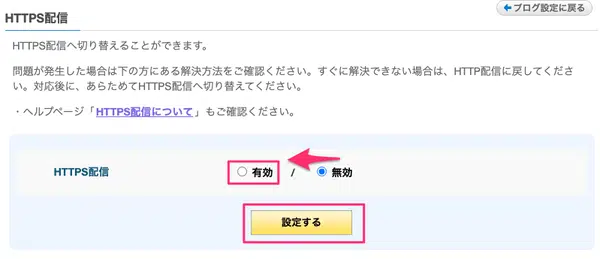 ブログ設定に戻る
HTTPS配信
HTTPS配信へ切り替えることができます。
問題が発生した場合は下の方にある解決方法をご確認ください。すぐに解決できない場合は、HTTP配信に戻してくださ
い。対応後に、あらためてHTTPS配信へ切り替えてください。
・ヘルプページ「HTTPS配信について」もご確認ください。
HTTPS配信 有効 / 無効
設定する